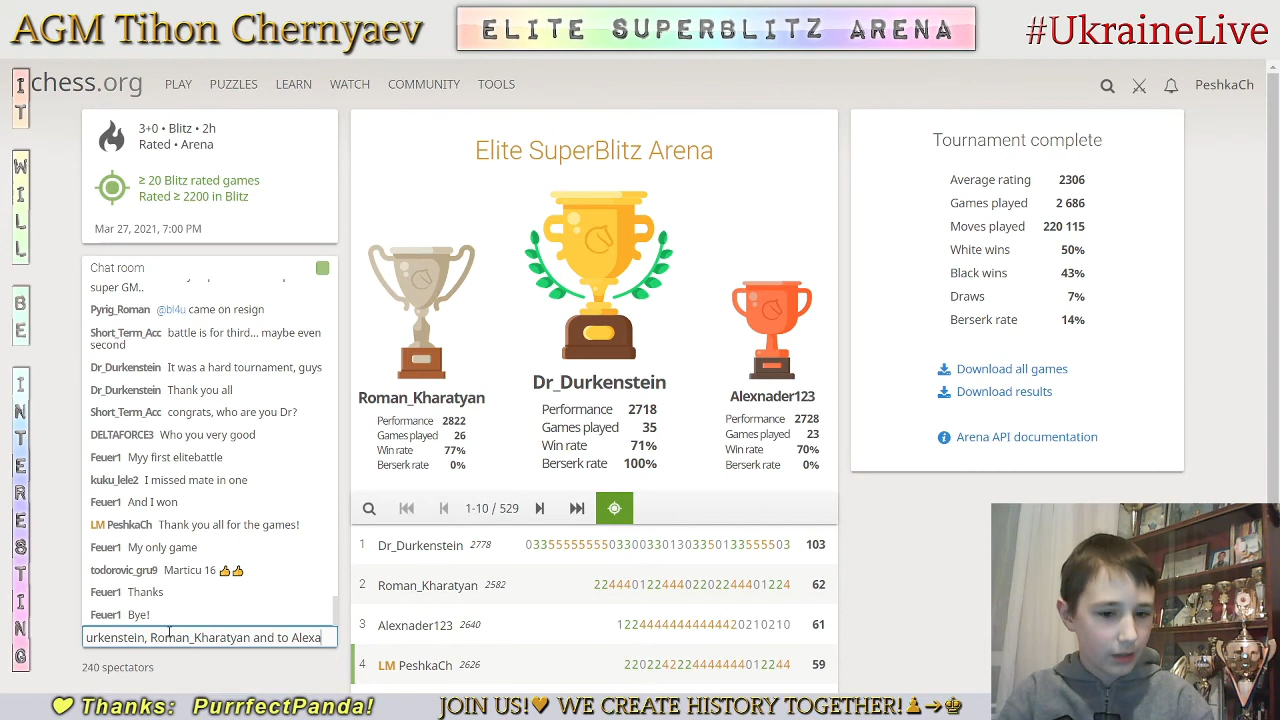 AGM Tihon Chernyaev
ELITE SUPERBLITZ ARENA
#UkraineLive
IT
WILL
BE
INTERESTING
chess.org
PLAY PUZZLES LEARN WATCH COMMUNITY TOOLS
PeshkaCh
3+0 • Blitz • 2h
Rated • Arena
≥ 20 Blitz rated games
Rated ≥ 2200 in Blitz
Mar 27, 2021, 7:00 PM
Chat room
super GM..
Pyrig_Roman @bl4u came on resign
Short_Term_Acc battle is for third... maybe even
second
Dr_Durkenstein It was a hard tournament, guys
Dr_Durkenstein Thank you all
Short_Term_Acc congrats, who are you Dr?
DELTAFORCE3 Who you very good
Feuer1 Myy first elitebattle
kuku_lele2 I missed mate in one
Feuer1 And I won
LM PeshkaCh Thank you all for the games!
Feuer1 My only game
todorovic_gru9 Marticu 16 👍👍
Feuer1 Thanks
Feuer1 Bye!
urkenstein, Roman_Kharatyan and to Alexa
240 spectators
Elite SuperBlitz Arena
Roman_Kharatyan
Performance 2822
Games played 26
Win rate 77%
Berserk rate 0%
Dr_Durkenstein
Performance 2718
Games played 35
Win rate 71%
Berserk rate 100%
Alexnader123
Performance 2728
Games played 23
Win rate 70%
Berserk rate 0%
1-10 / 529
1 Dr_Durkenstein 2778 03355555555033003301303350133555503 103
2 Roman_Kharatyan 2582 22444012244402202244401224 62
3 Alexnader123 2640 12244444444444420210210 61
4 LM PeshkaCh 2626 2202242224444444012244 59
Tournament complete
Average rating 2306
Games played 2 686
Moves played 220 115
White wins 50%
Black wins 43%
Draws 7%
Berserk rate 14%
Download all games
Download results
Arena API documentation
Thanks: PurrfectPanda!
JOIN US!♥ WE CREATE HISTORY TOGETHER!♟→♚